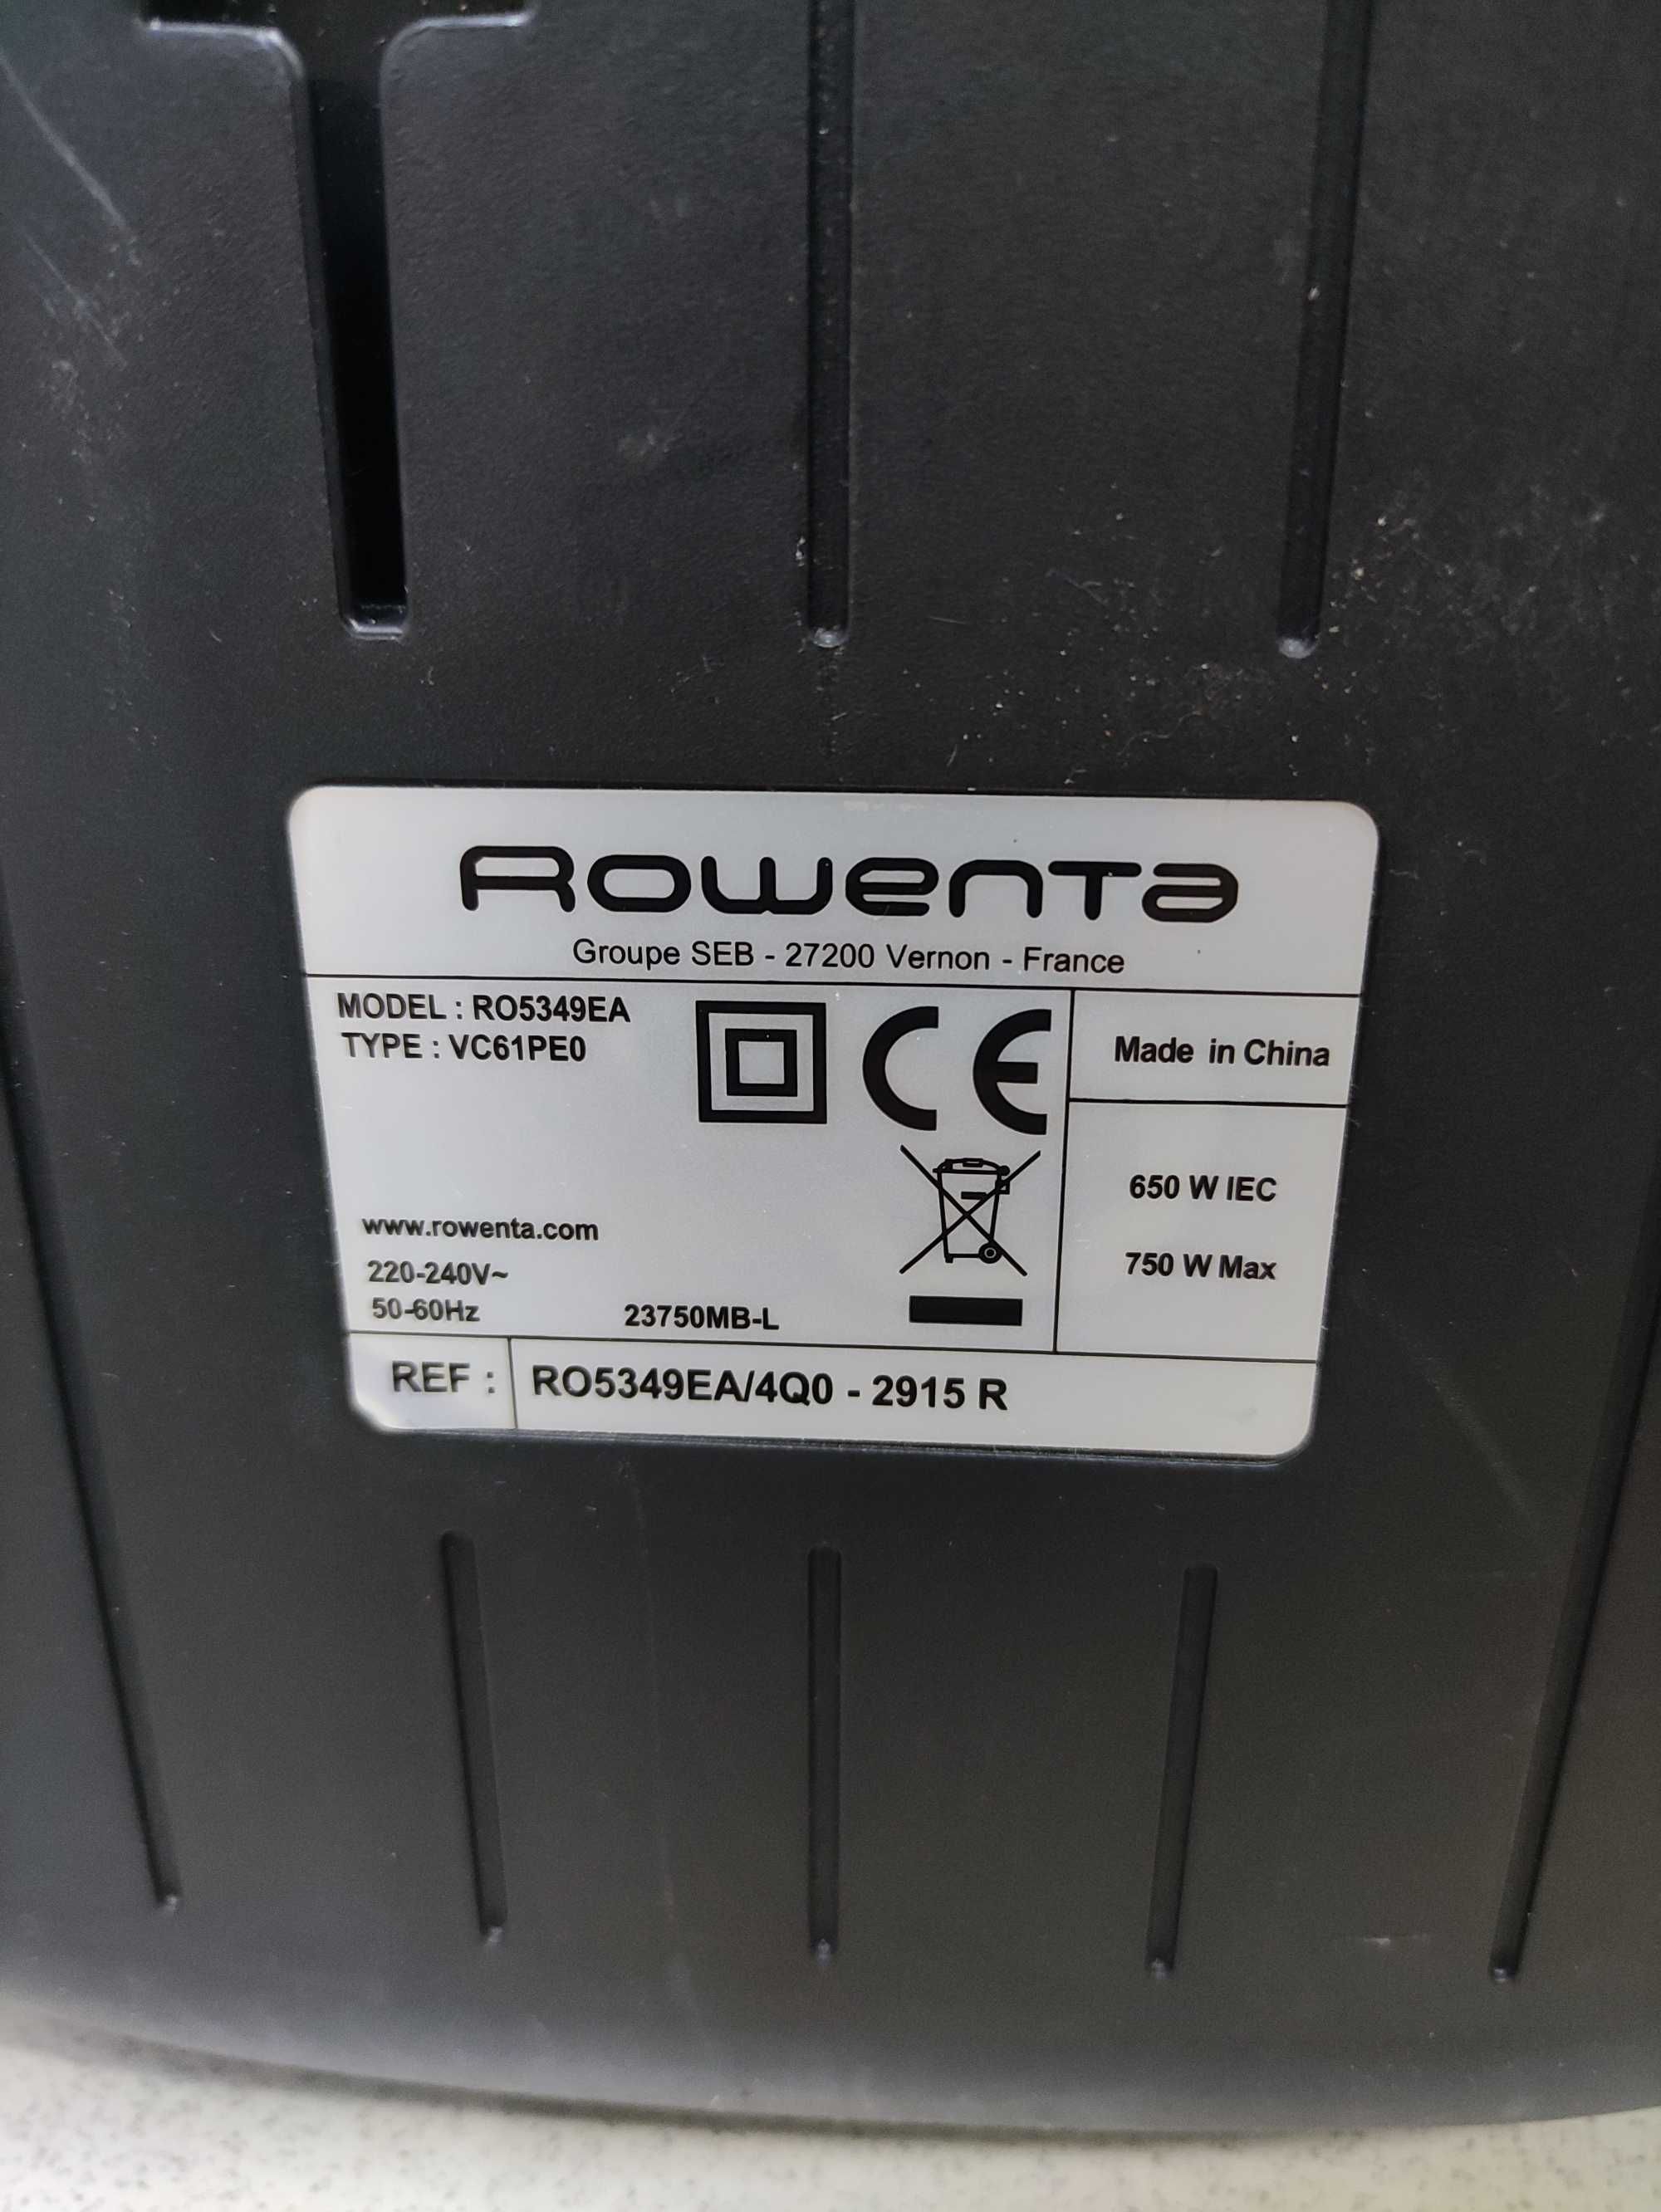 Rowenta
Groupe SEB - 27200 Vernon - France
MODEL : RO5349EA
TYPE : VC61PE0
CE
Made in China
650 W IEC
750 W Max
www.rowenta.com
220-240V~
50-60Hz
23750MB-L
REF :
RO5349EA/4Q0 - 2915 R